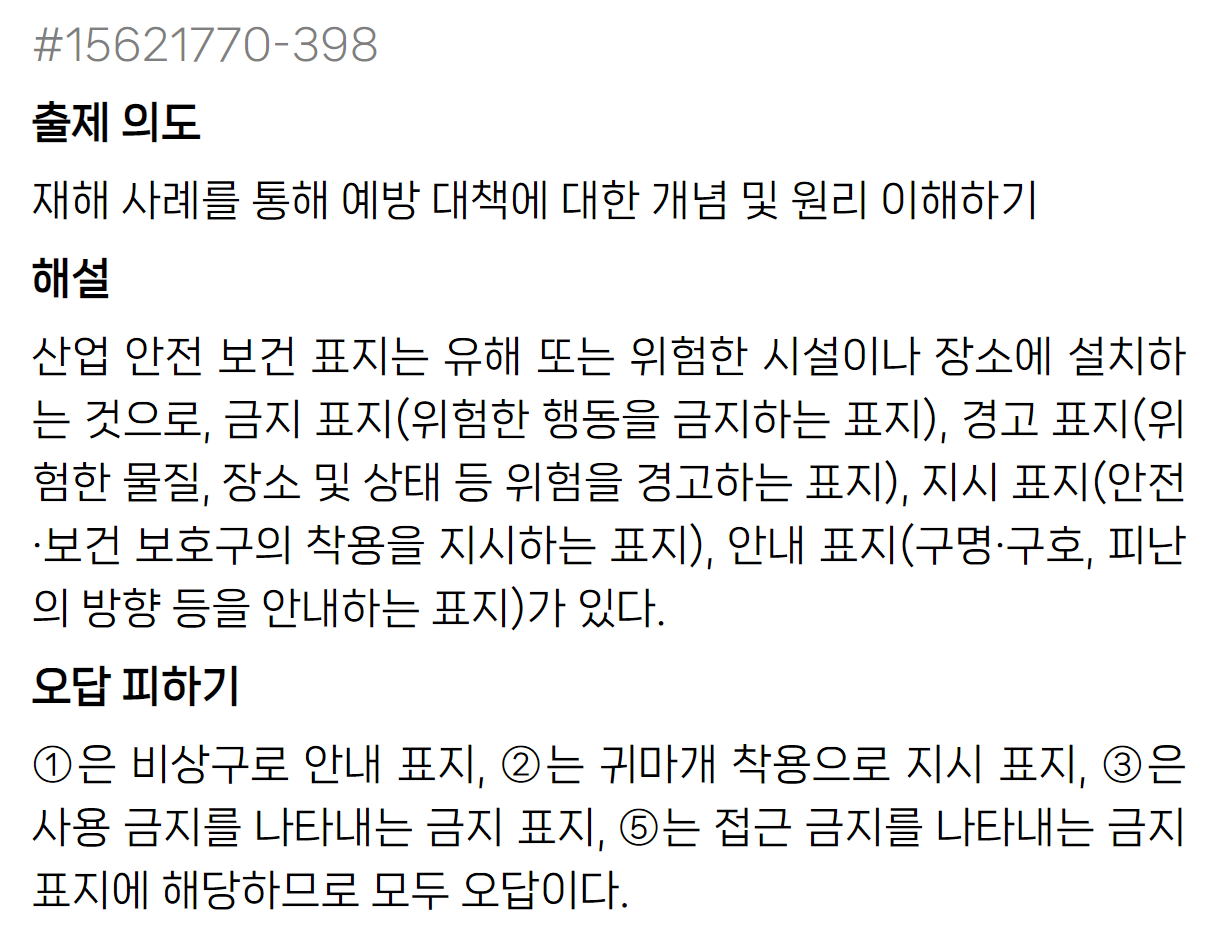 #15621770-398
출제 의도
재해 사례를 통해 예방 대책에 대한 개념 및 원리 이해하기
해설
산업 안전 보건 표지는 유해 또는 위험한 시설이나 장소에 설치하
는 것으로, 금지 표지(위험한 행동을 금지하는 표지), 경고 표지(위
험한 물질, 장소 및 상태 등 위험을 경고하는 표지), 지시 표지(안전
·보건 보호구의 착용을 지시하는 표지), 안내 표지(구명·구호, 피난
의 방향 등을 안내하는 표지)가 있다.
오답 피하기
①은 비상구로 안내 표지, ②는 귀마개 착용으로 지시 표지, ③은
사용 금지를 나타내는 금지 표지, ⑤는 접근 금지를 나타내는 금지
표지에 해당하므로 모두 오답이다.